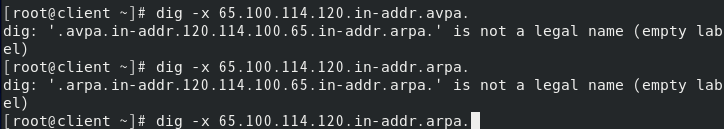 [root@client ~]# dig -x 65.100.114.120.in-addr.avpa.
dig: '.avpa.in-addr.120.114.100.65.in-addr.arpa.' is not a legal name (empty lab
el)
[root@client ~]# dig -x 65.100.114.120.in-addr.arpa.
dig: '.arpa.in-addr.120.114.100.65.in-addr.arpa.' is not a legal name (empty lab
el)
[root@client ~]# dig -x 65.100.114.120.in-addr.arpa.